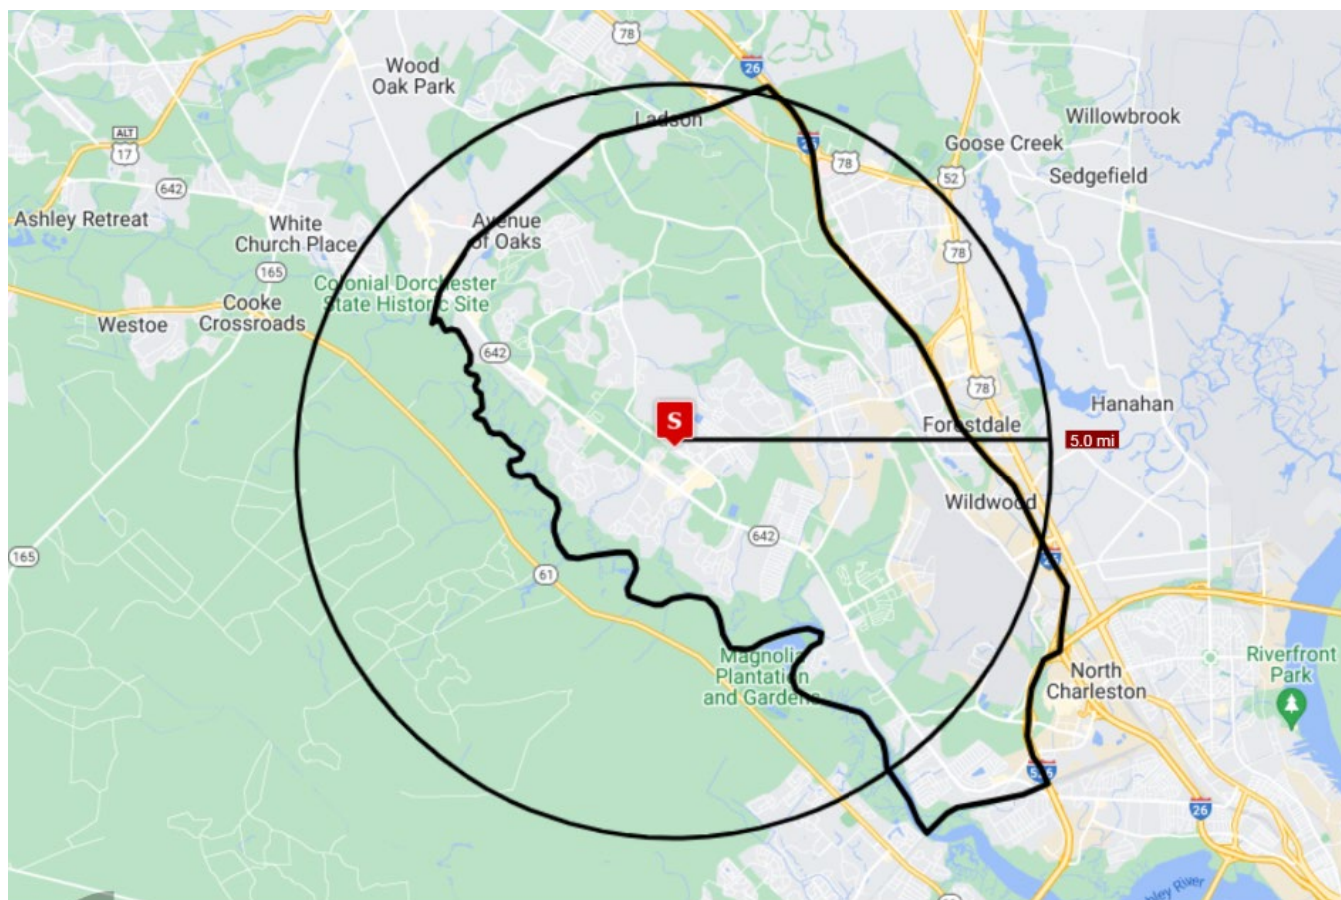 78
Wood
Oak Park
26
ALT
17
Ladson
Willowbrook
Goose Creek
78
52
Sedgefield
642
Ashley Retreat
White
Church Place
Avenue
of Oaks
78
165
Colonial Dorchester
State Historic Site
Cooke
Crossroads
Westoe
642
78
Hanahan
S
Forestdale
5.0 mi
Wildwood
642
165
61
Magnolia
Plantation
and Gardens
North
Charleston
Riverfront
Park
526
26
Ashley River